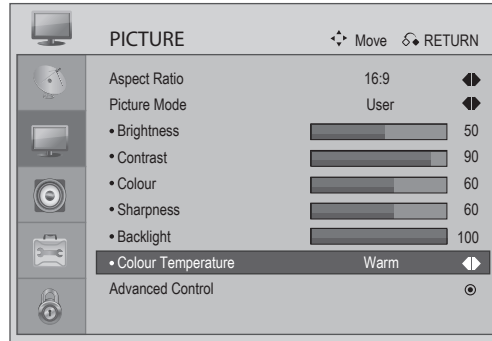 PICTURE Move RETURN
Aspect Ratio 16:9
Picture Mode User
• Brightness 50
• Contrast 90
• Colour 60
• Sharpness 60
• Backlight 100
• Colour Temperature Warm
Advanced Control